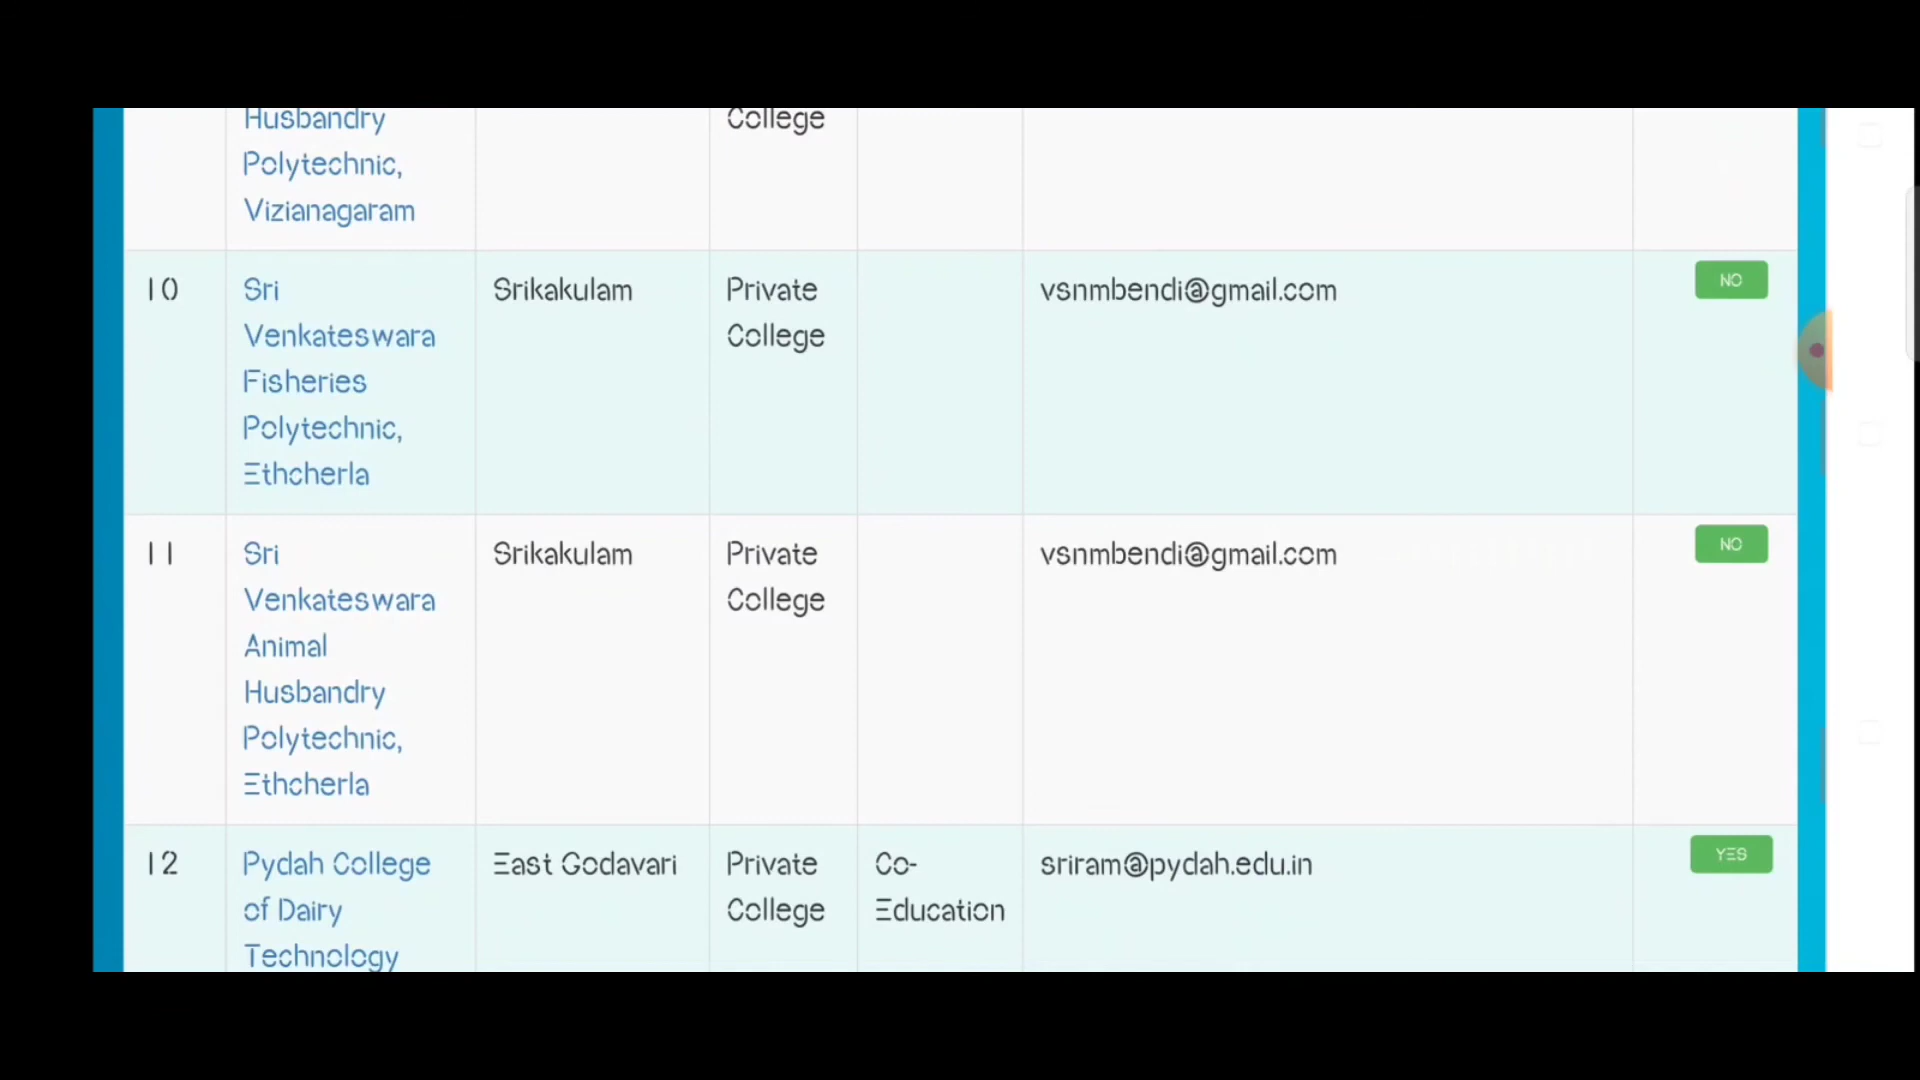 Husbandry
Polytechnic,
Vizianagaram
College
10
Sri
Venkateswara
Fisheries
Polytechnic,
Ethcherla
Srikakulam
Private
College
vsnmbendi@gmail.com
NO
11
Sri
Venkateswara
Animal
Husbandry
Polytechnic,
Ethcherla
Srikakulam
Private
College
vsnmbendi@gmail.com
NO
12
Pydah College
of Dairy
Technology
East Godavari
Private
College
Co-
Education
sriram@pydah.edu.in
YES